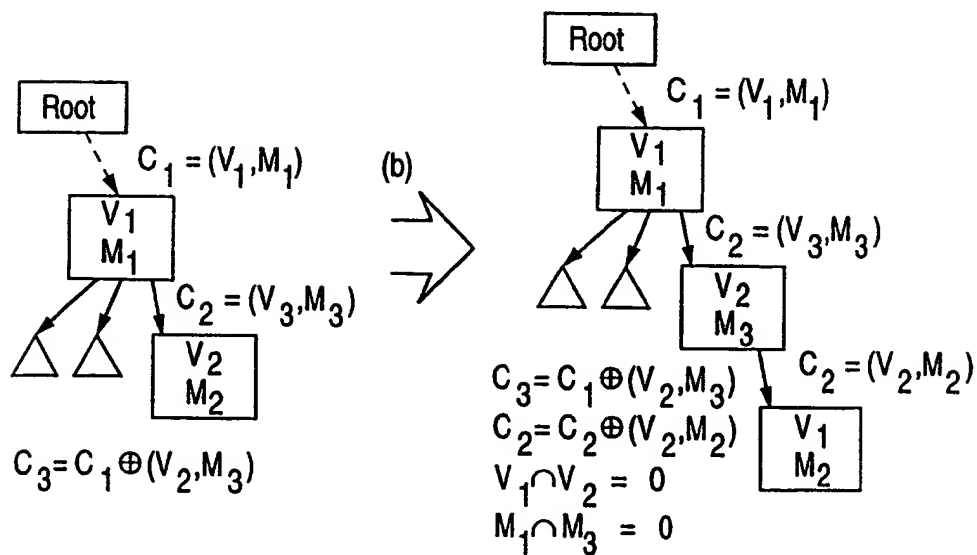 Root
C₁ = (V₁,M₁)
V₁
M₁
C₂ = (V₃,M₃)
V₂
M₂
C₃= C₁⊕(V₂,M₃)
(b)
Root
C₁ = (V₁,M₁)
V₁
M₁
C₂ = (V₃,M₃)
V₂
M₃
C₂ = (V₂,M₂)
V₁
M₂
C₃= C₁⊕(V₂,M₃)
C₂= C₂⊕(V₂,M₂)
V₁∩V₂ = 0
M₁∩M₃ = 0